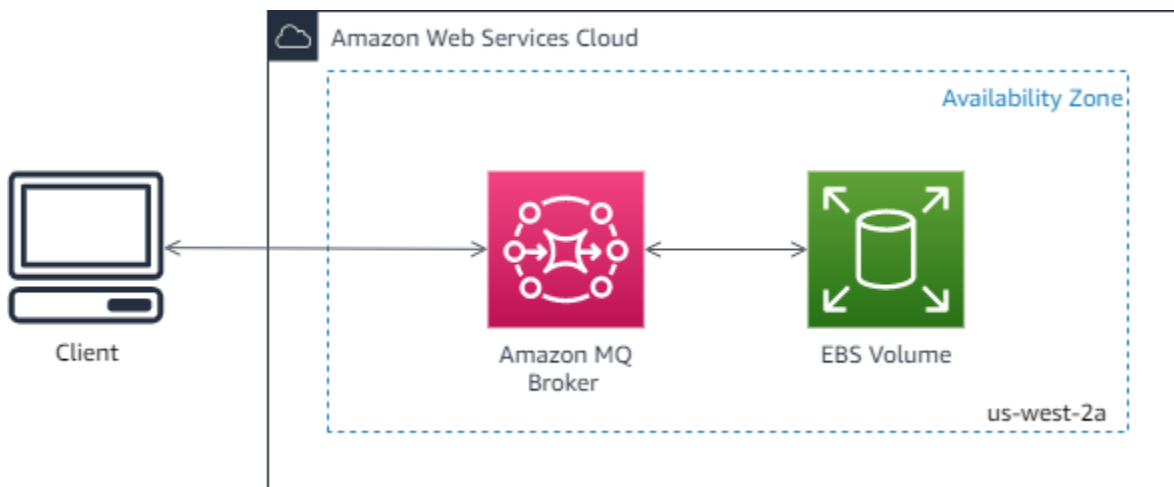 Amazon Web Services Cloud
Availability Zone
Client
Amazon MQ
Broker
EBS Volume
us-west-2a